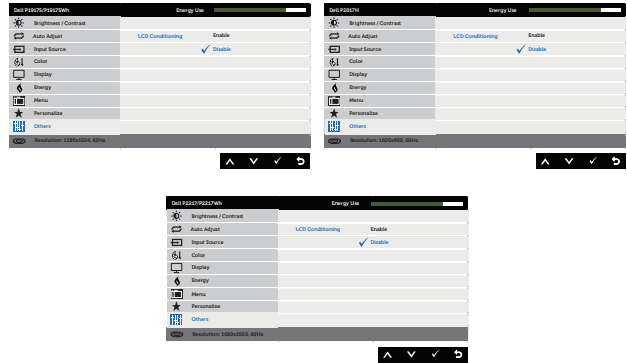 Dell P1917S/P1917SWh Energy Use
Brightness / Contrast
Auto Adjust LCD Conditioning Enable
Input Source Disable
Color
Display
Energy
Menu
Personalize
Others
Resolution: 1280x1024, 60Hz
Dell P2017H Energy Use
Brightness / Contrast
Auto Adjust LCD Conditioning Enable
Input Source Disable
Color
Display
Energy
Menu
Personalize
Others
Resolution: 1600x900, 60Hz
Dell P2217/P2217Wh Energy Use
Brightness / Contrast
Auto Adjust LCD Conditioning Enable
Input Source Disable
Color
Display
Energy
Menu
Personalize
Others
Resolution: 1680x1050, 60Hz